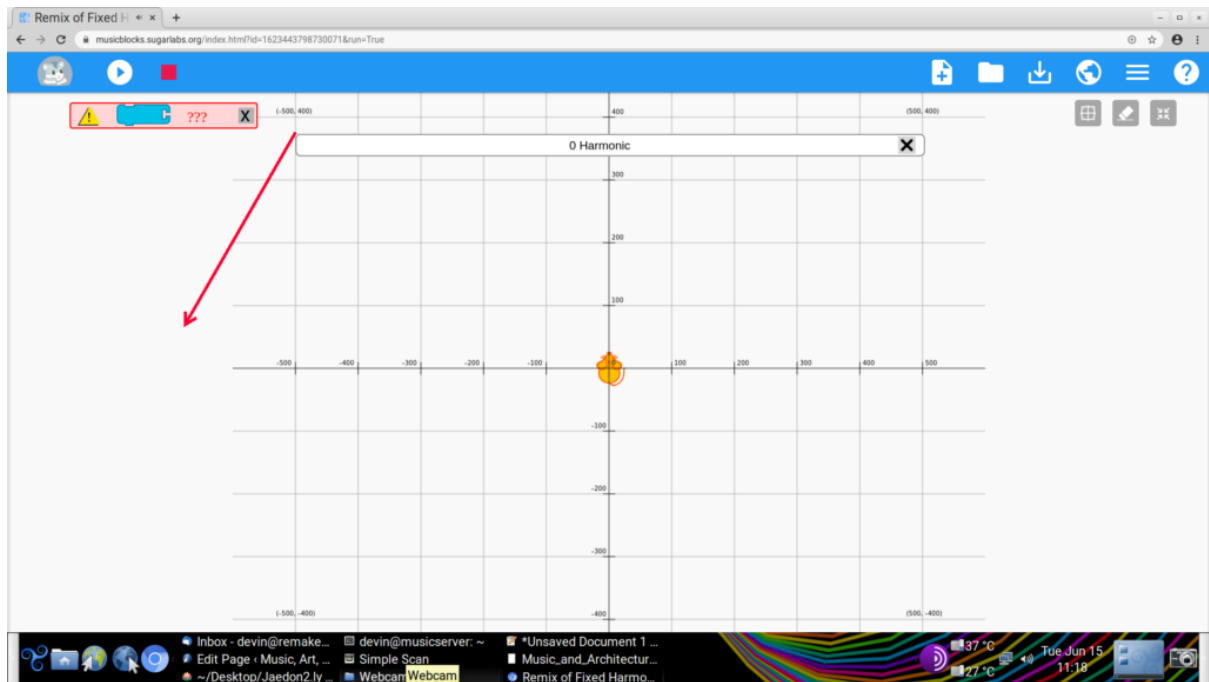 Remix of Fixed H
musicblocks.sugarlabs.org/index.html?id=1623443798730071&run=True
???
X
(-500, 400)
400
(500, 400)
0 Harmonic
300
200
100
-500
-400
-300
-200
-100
100
200
300
400
500
-100
-200
-300
(-500, -400)
-400
(500, -400)
Inbox - devin@remake...
devin@musicserver: ~
*Unsaved Document 1 ...
Edit Page ‹ Music, Art, ...
Simple Scan
Music_and_Architectur...
~/Desktop/Jaedon2.ly ...
Webcam
Webcam
Remix of Fixed Harmo...
37 °C
27 °C
Tue Jun 15
11:18